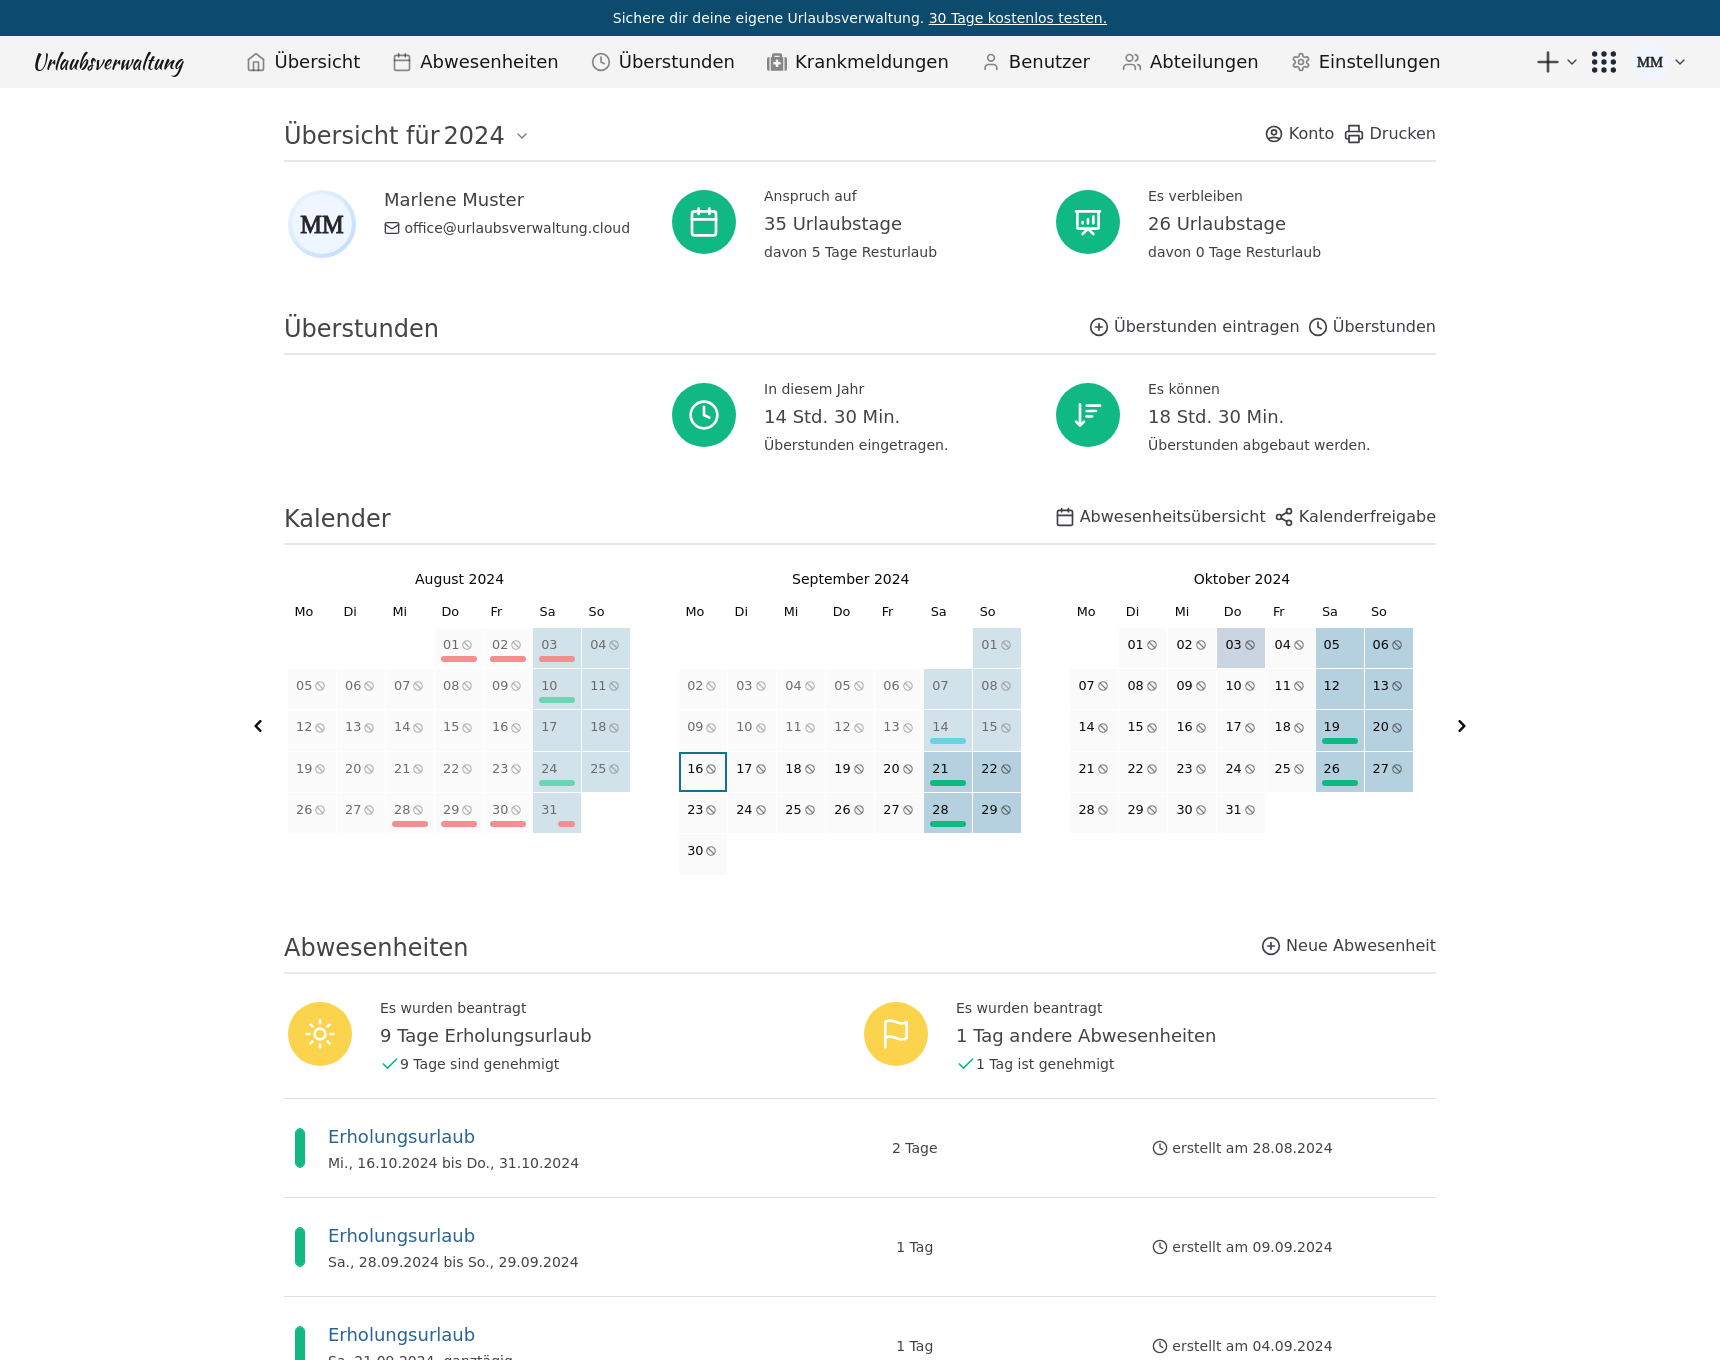 Sichere dir deine eigene Urlaubsverwaltung. 30 Tage kostenlos testen.
Urlaubsverwaltung Übersicht Abwesenheiten Überstunden Krankmeldungen Benutzer Abteilungen Einstellungen MM
Übersicht für 2024 Konto Drucken
MM
Marlene Muster
office@urlaubsverwaltung.cloud
Anspruch auf
35 Urlaubstage
davon 5 Tage Resturlaub
Es verbleiben
26 Urlaubstage
davon 0 Tage Resturlaub
Überstunden Überstunden eintragen Überstunden
In diesem Jahr
14 Std. 30 Min.
Überstunden eingetragen.
Es können
18 Std. 30 Min.
Überstunden abgebaut werden.
Kalender Abwesenheitsübersicht Kalenderfreigabe
August 2024
Mo Di Mi Do Fr Sa So
01 02 03 04
05 06 07 08 09 10 11
12 13 14 15 16 17 18
19 20 21 22 23 24 25
26 27 28 29 30 31
September 2024
Mo Di Mi Do Fr Sa So
01
02 03 04 05 06 07 08
09 10 11 12 13 14 15
16 17 18 19 20 21 22
23 24 25 26 27 28 29
30
Oktober 2024
Mo Di Mi Do Fr Sa So
01 02 03 04 05 06
07 08 09 10 11 12 13
14 15 16 17 18 19 20
21 22 23 24 25 26 27
28 29 30 31
Abwesenheiten Neue Abwesenheit
Es wurden beantragt
9 Tage Erholungsurlaub
9 Tage sind genehmigt
Es wurden beantragt
1 Tag andere Abwesenheiten
1 Tag ist genehmigt
Erholungsurlaub
Mi., 16.10.2024 bis Do., 31.10.2024
2 Tage
erstellt am 28.08.2024
Erholungsurlaub
Sa., 28.09.2024 bis So., 29.09.2024
1 Tag
erstellt am 09.09.2024
Erholungsurlaub
Sa., 21.09.2024, ganztägig
1 Tag
erstellt am 04.09.2024